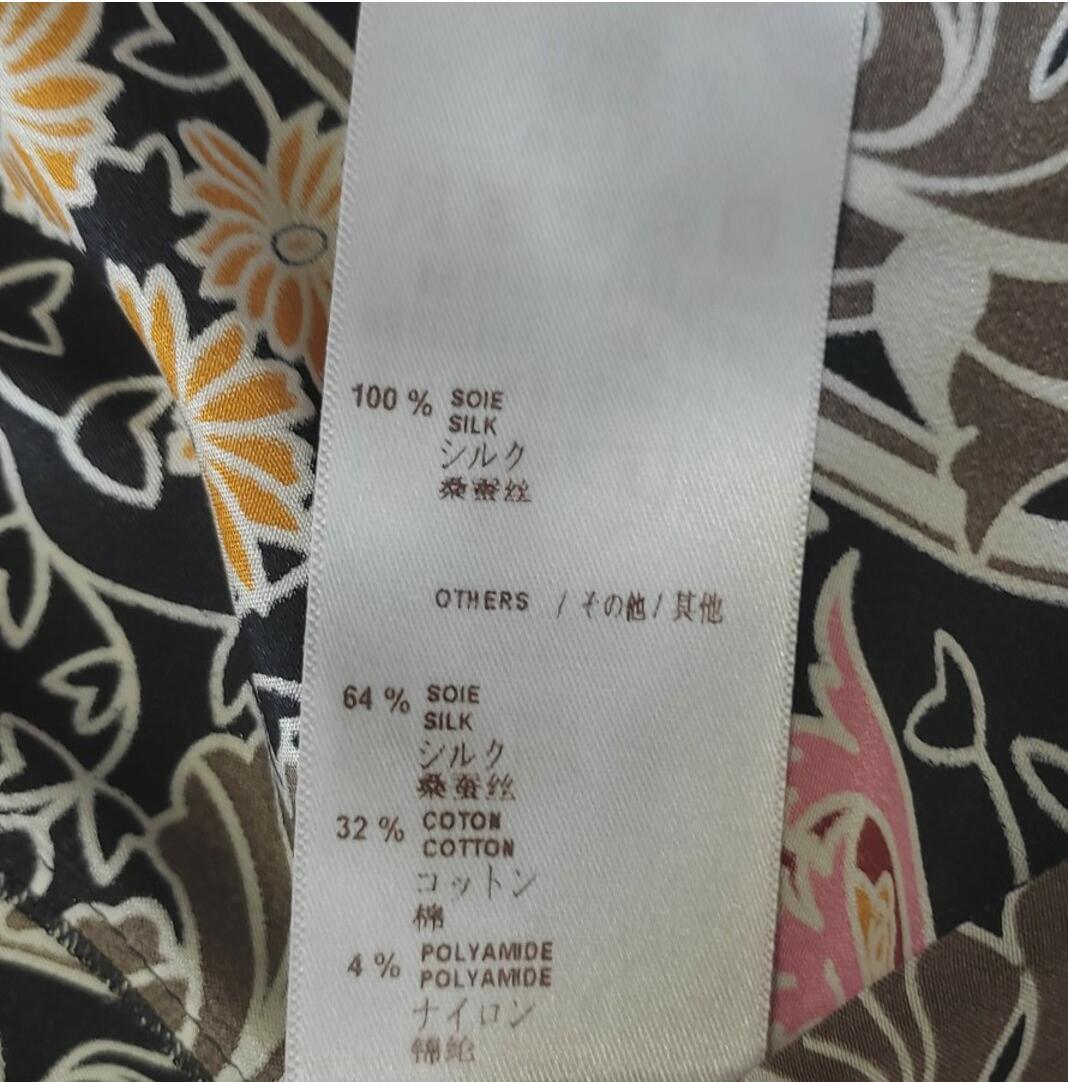 100 % SOIE
SILK
シルク
桑蚕丝
OTHERS / その他 / 其他
64 % SOIE
SILK
シルク
桑蚕丝
32 % COTON
COTTON
コットン
棉
4 % POLYAMIDE
POLYAMIDE
ナイロン
锦纶